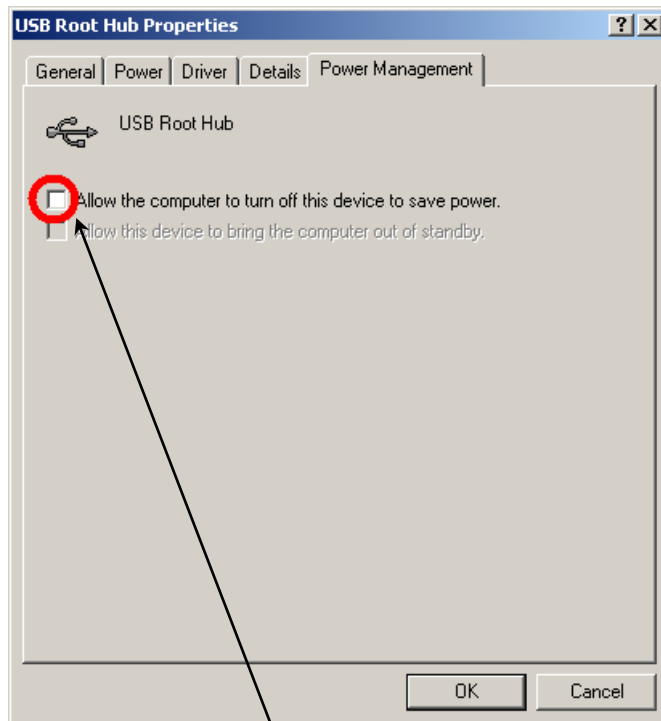 USB Root Hub Properties
General Power Driver Details Power Management
USB Root Hub
Allow the computer to turn off this device to save power.
Allow this device to bring the computer out of standby.
OK Cancel